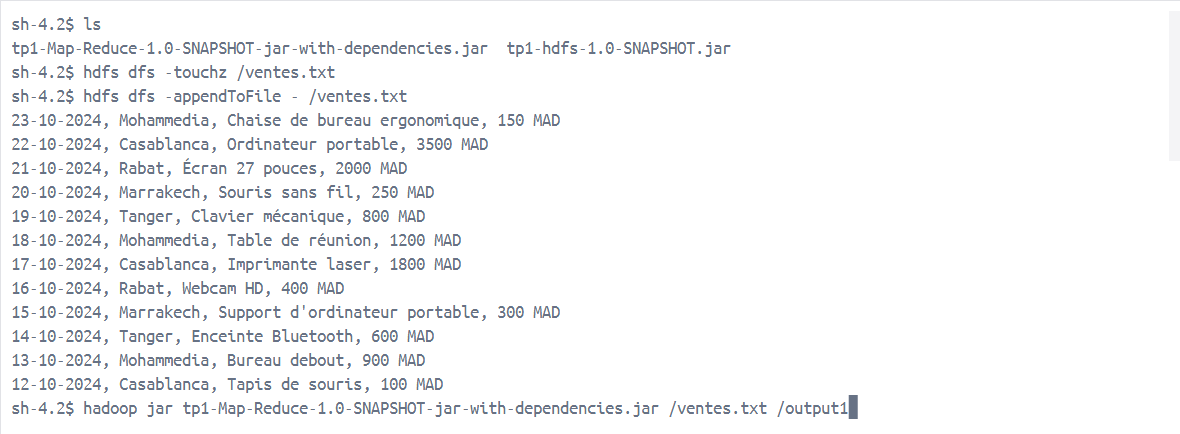 sh-4.2$ ls
tp1-Map-Reduce-1.0-SNAPSHOT-jar-with-dependencies.jar  tp1-hdfs-1.0-SNAPSHOT.jar
sh-4.2$ hdfs dfs -touchz /ventes.txt
sh-4.2$ hdfs dfs -appendToFile - /ventes.txt
23-10-2024, Mohammedia, Chaise de bureau ergonomique, 150 MAD
22-10-2024, Casablanca, Ordinateur portable, 3500 MAD
21-10-2024, Rabat, Écran 27 pouces, 2000 MAD
20-10-2024, Marrakech, Souris sans fil, 250 MAD
19-10-2024, Tanger, Clavier mécanique, 800 MAD
18-10-2024, Mohammedia, Table de réunion, 1200 MAD
17-10-2024, Casablanca, Imprimante laser, 1800 MAD
16-10-2024, Rabat, Webcam HD, 400 MAD
15-10-2024, Marrakech, Support d'ordinateur portable, 300 MAD
14-10-2024, Tanger, Enceinte Bluetooth, 600 MAD
13-10-2024, Mohammedia, Bureau debout, 900 MAD
12-10-2024, Casablanca, Tapis de souris, 100 MAD
sh-4.2$ hadoop jar tp1-Map-Reduce-1.0-SNAPSHOT-jar-with-dependencies.jar /ventes.txt /output1